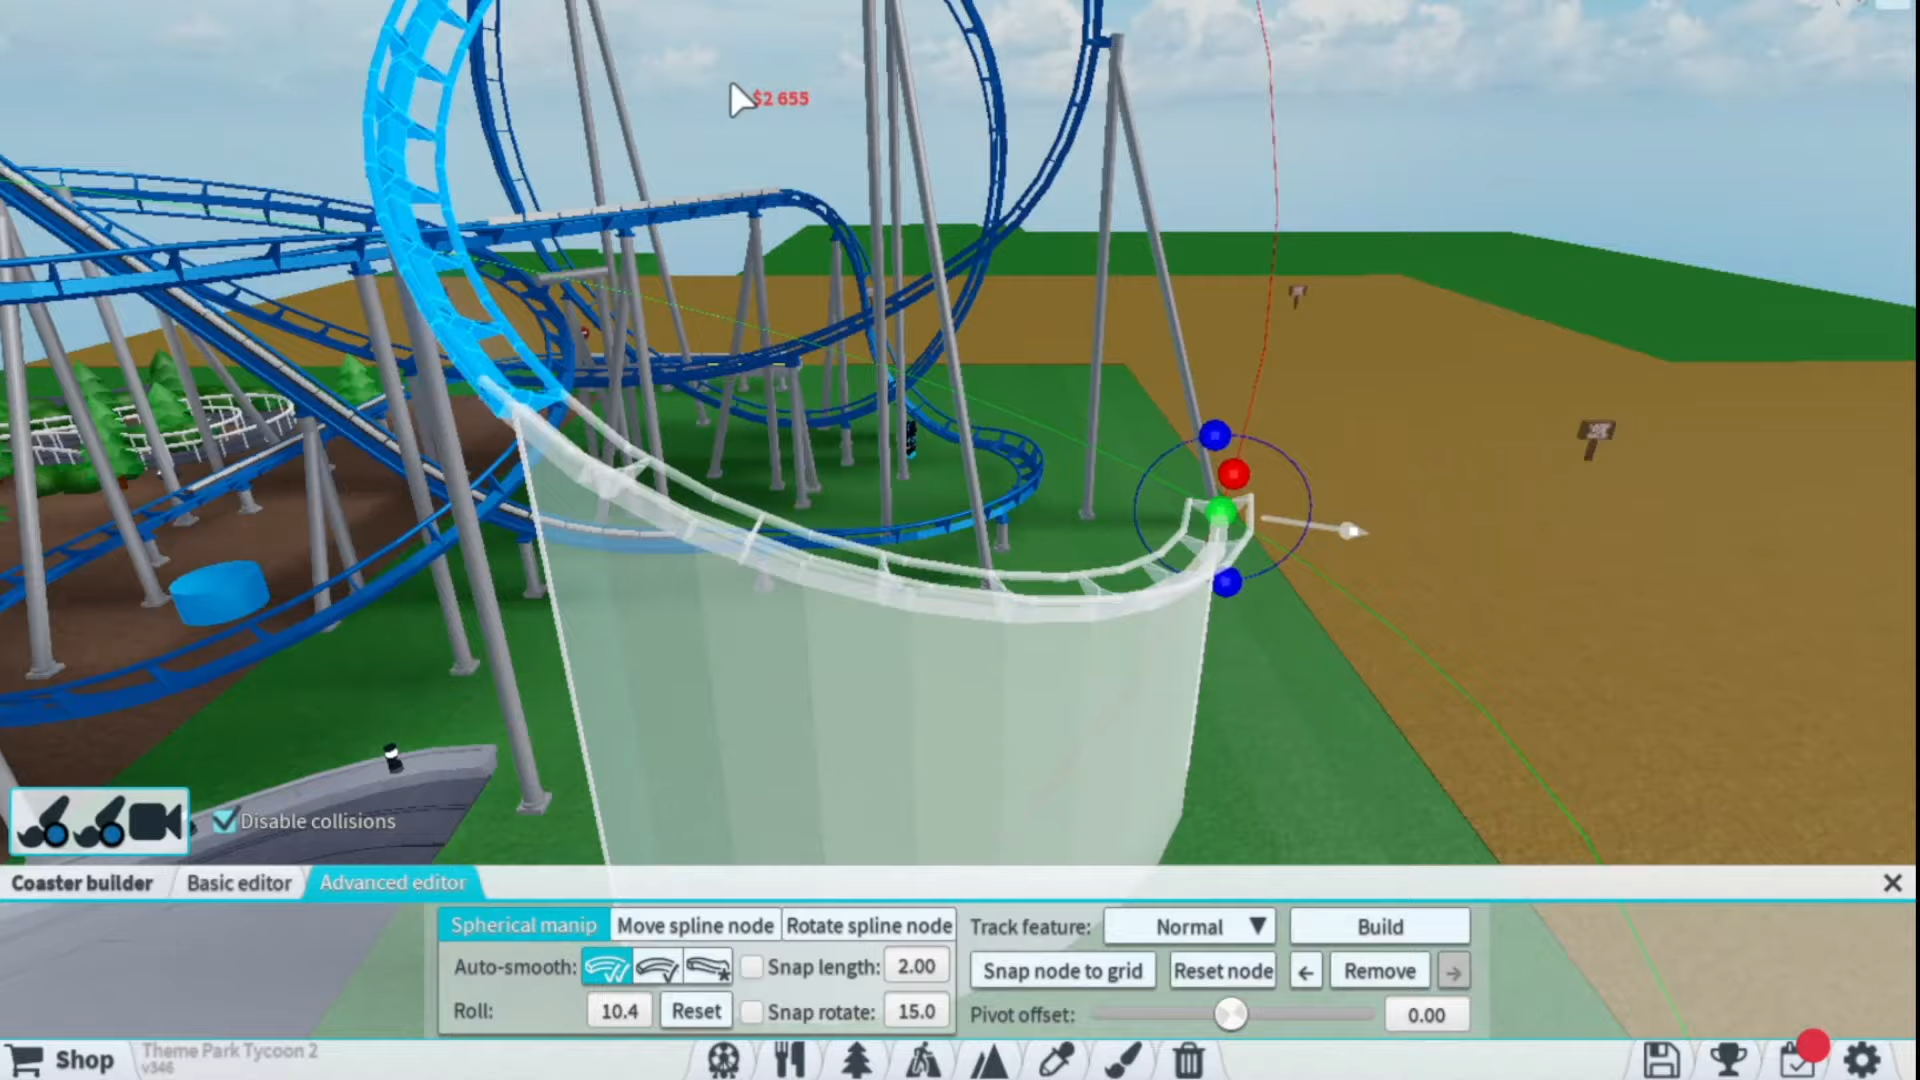 $2 655
Disable collisions
Coaster builder Basic editor Advanced editor
Spherical manip Move spline node Rotate spline node Track feature: Normal Build
Auto-smooth: Snap length: 2.00 Snap node to grid Reset node Remove
Roll: 10.4 Reset Snap rotate: 15.0 Pivot offset: 0.00
Shop Theme Park Tycoon 2
v346